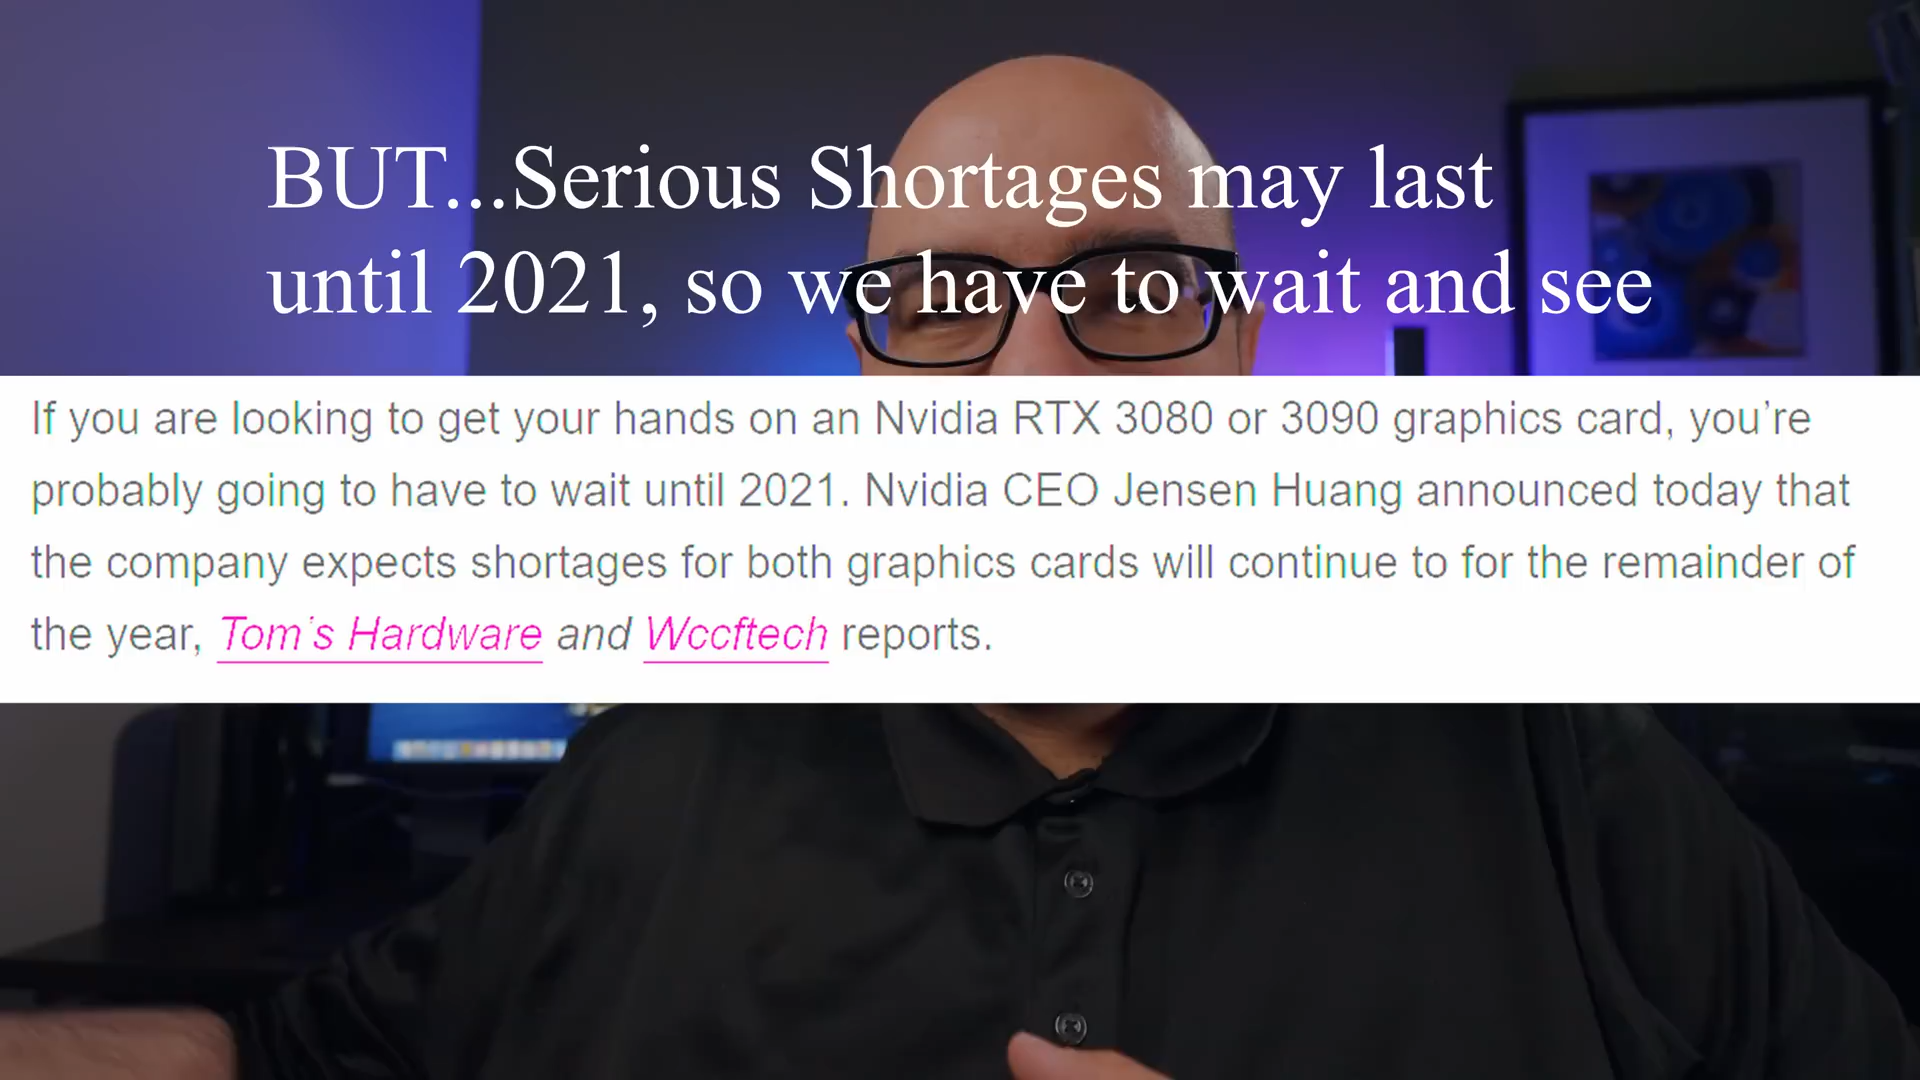 BUT...Serious Shortages may last
until 2021, so we have to wait and see
If you are looking to get your hands on an Nvidia RTX 3080 or 3090 graphics card, you’re
probably going to have to wait until 2021. Nvidia CEO Jensen Huang announced today that
the company expects shortages for both graphics cards will continue to for the remainder of
the year, Tom’s Hardware and Wccftech reports.